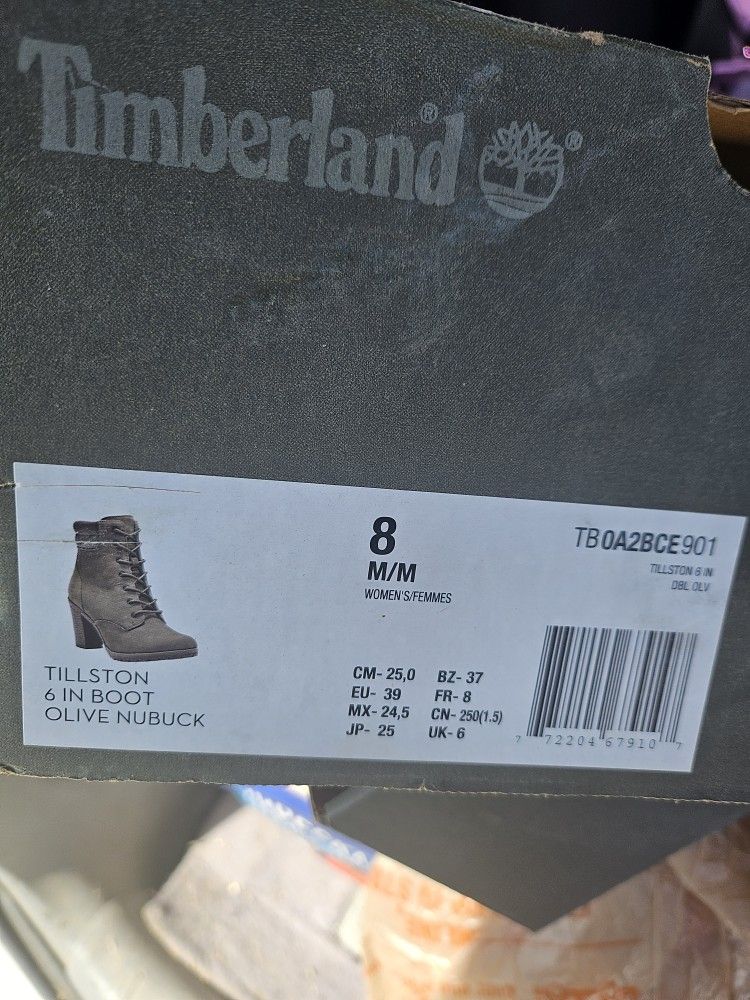 Timberland® ®
8
M/M
WOMEN'S/FEMMES
TB0A2BCE901
TILLSTON 6 IN
DBL OLV
TILLSTON
6 IN BOOT
OLIVE NUBUCK
CM- 25,0 BZ- 37
EU- 39 FR- 8
MX- 24,5 CN- 250(1.5)
JP- 25 UK- 6
7 72204 67910 7